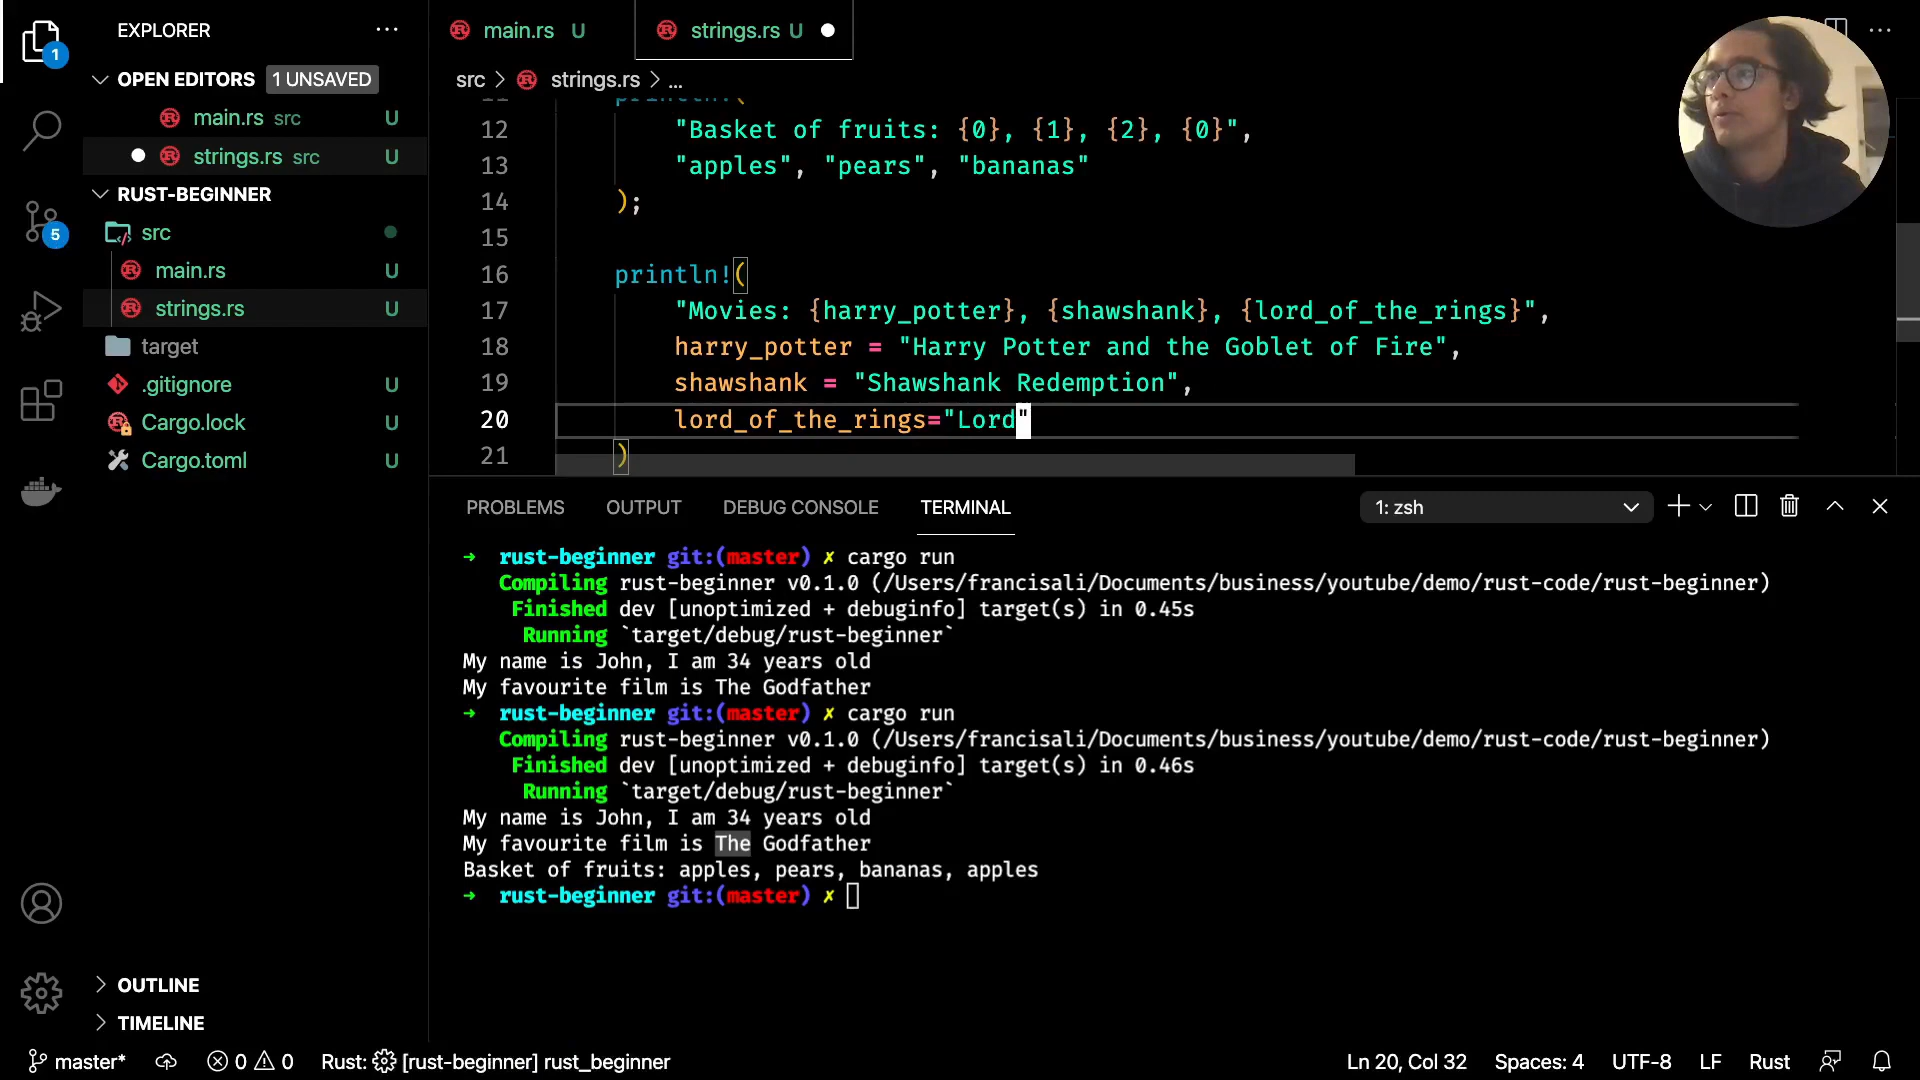 EXPLORER
OPEN EDITORS 1 UNSAVED
main.rs src U
strings.rs src U
RUST-BEGINNER
src
main.rs U
strings.rs U
target
.gitignore U
Cargo.lock U
Cargo.toml U
OUTLINE
TIMELINE
1
5
main.rs U
strings.rs U
src > strings.rs > ...
11 println!(
12 "Basket of fruits: {0}, {1}, {2}, {0}",
13 "apples", "pears", "bananas"
14 );
15
16 println!(
17 "Movies: {harry_potter}, {shawshank}, {lord_of_the_rings}",
18 harry_potter = "Harry Potter and the Goblet of Fire",
19 shawshank = "Shawshank Redemption",
20 lord_of_the_rings="Lord"
21 )
PROBLEMS OUTPUT DEBUG CONSOLE TERMINAL 1: zsh
➜ rust-beginner git:(master) ✗ cargo run
Compiling rust-beginner v0.1.0 (/Users/francisali/Documents/business/youtube/demo/rust-code/rust-beginner)
Finished dev [unoptimized + debuginfo] target(s) in 0.45s
Running `target/debug/rust-beginner`
My name is John, I am 34 years old
My favourite film is The Godfather
➜ rust-beginner git:(master) ✗ cargo run
Compiling rust-beginner v0.1.0 (/Users/francisali/Documents/business/youtube/demo/rust-code/rust-beginner)
Finished dev [unoptimized + debuginfo] target(s) in 0.46s
Running `target/debug/rust-beginner`
My name is John, I am 34 years old
My favourite film is The Godfather
Basket of fruits: apples, pears, bananas, apples
➜ rust-beginner git:(master) ✗
master* 0 0 Rust: [rust-beginner] rust_beginner Ln 20, Col 32 Spaces: 4 UTF-8 LF Rust